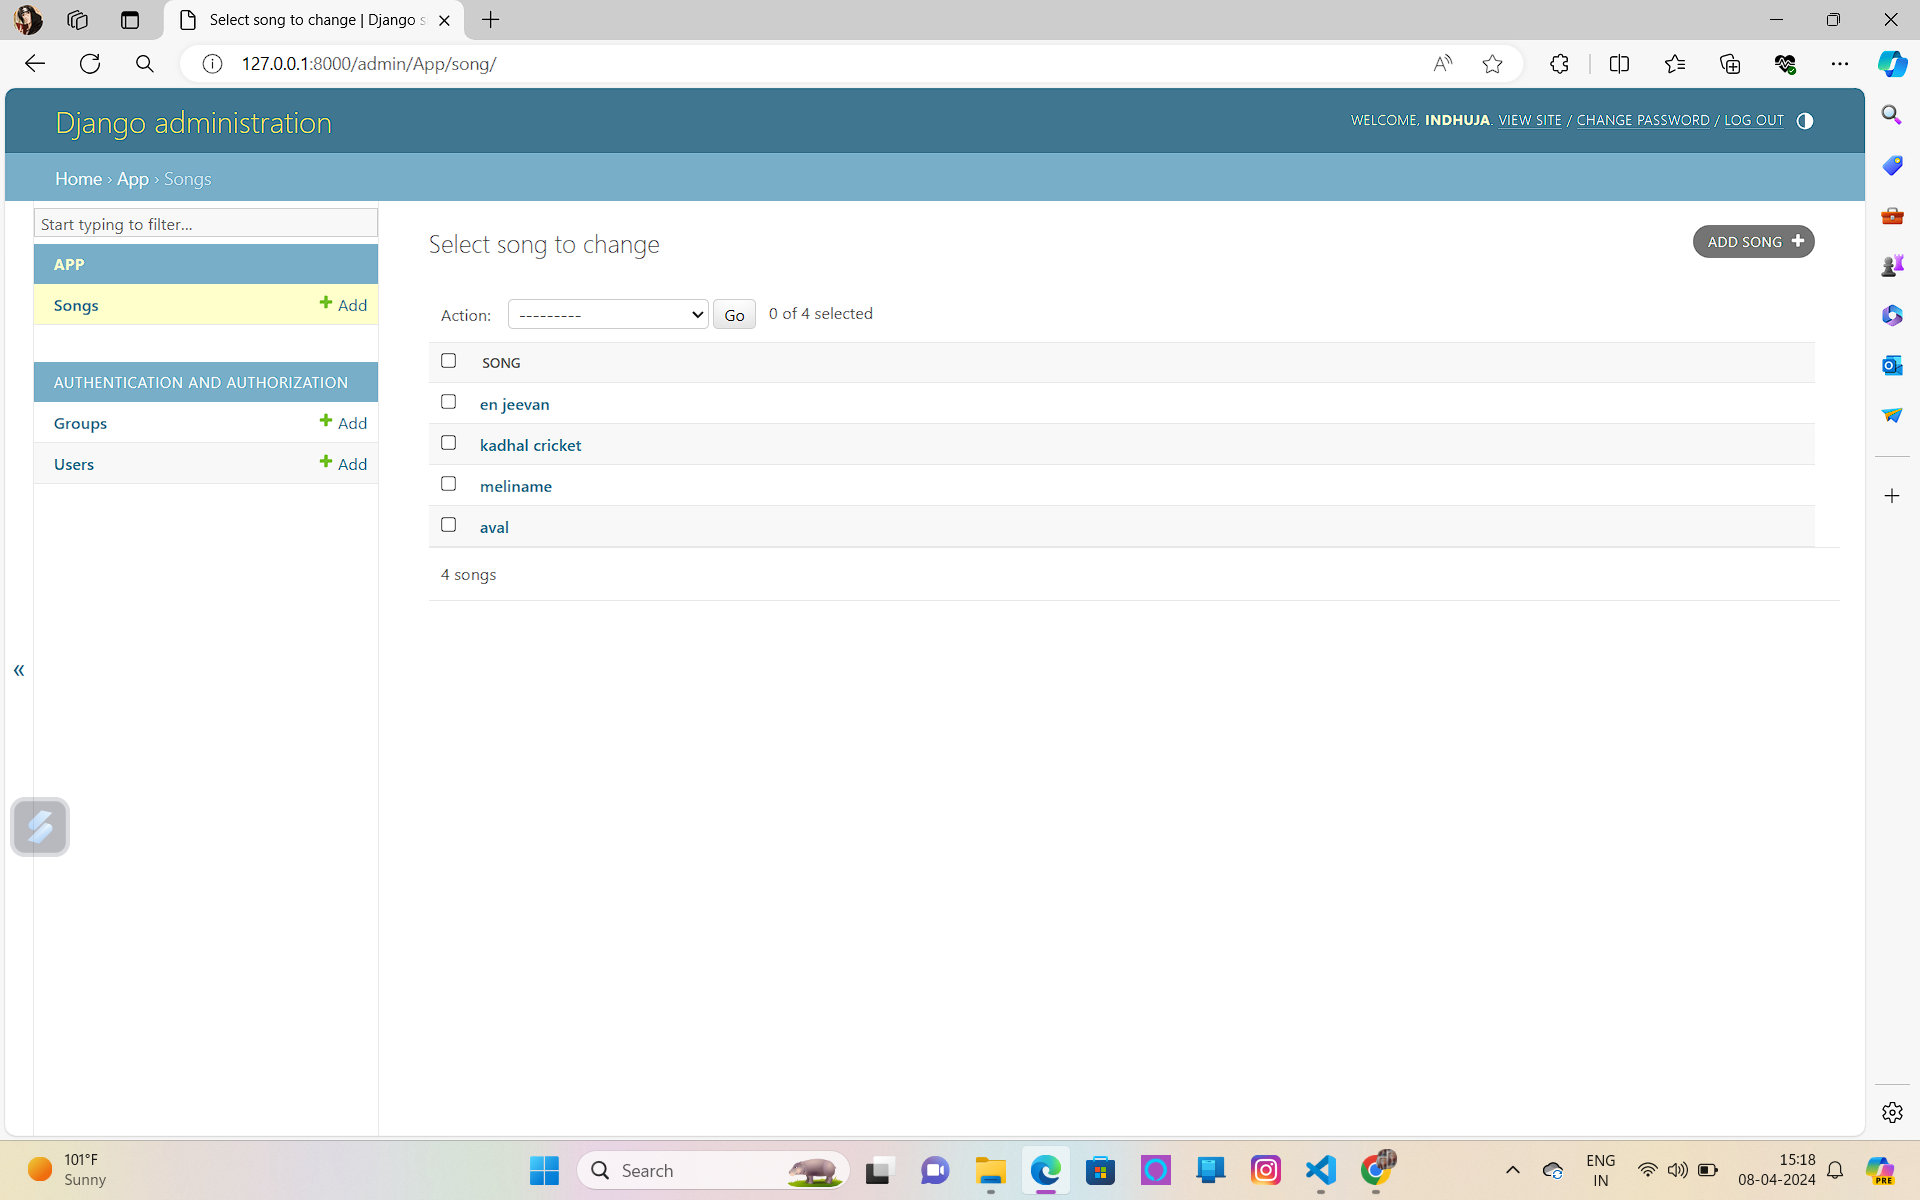 Select song to change | Django s
127.0.0.1:8000/admin/App/song/
Django administration
WELCOME, INDHUJA. VIEW SITE / CHANGE PASSWORD / LOG OUT
Home › App › Songs
Start typing to filter...
APP
Songs
Add
AUTHENTICATION AND AUTHORIZATION
Groups
Add
Users
Add
Select song to change
ADD SONG
Action: --------- Go 0 of 4 selected
SONG
en jeevan
kadhal cricket
meliname
aval
4 songs
«
101°F
Sunny
Search
ENG
IN
15:18
08-04-2024
PRE